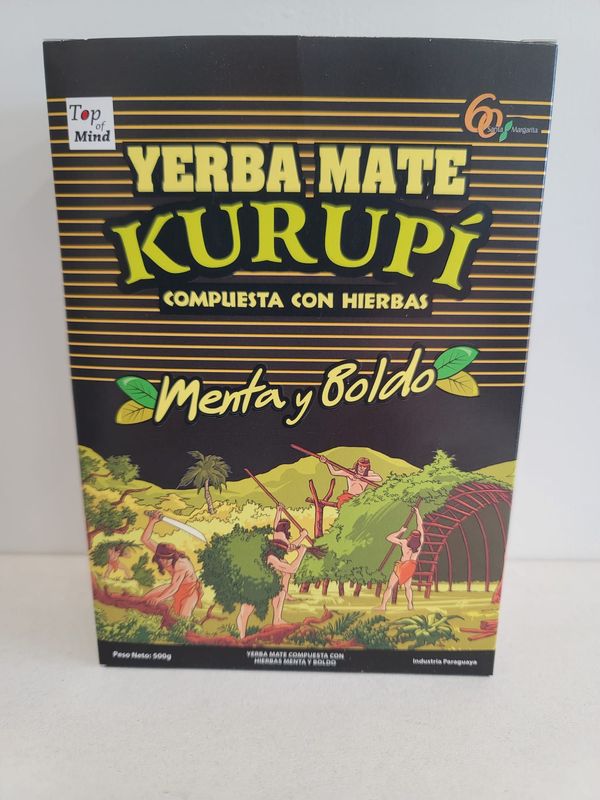 Top
of
Mind
60
Santa Margarita
YERBA MATE
KURUPÍ
COMPUESTA CON HIERBAS
Menta y Boldo
Peso Neto: 500g
YERBA MATE COMPUESTA CON
HIERBAS MENTA Y BOLDO
Industria Paraguaya